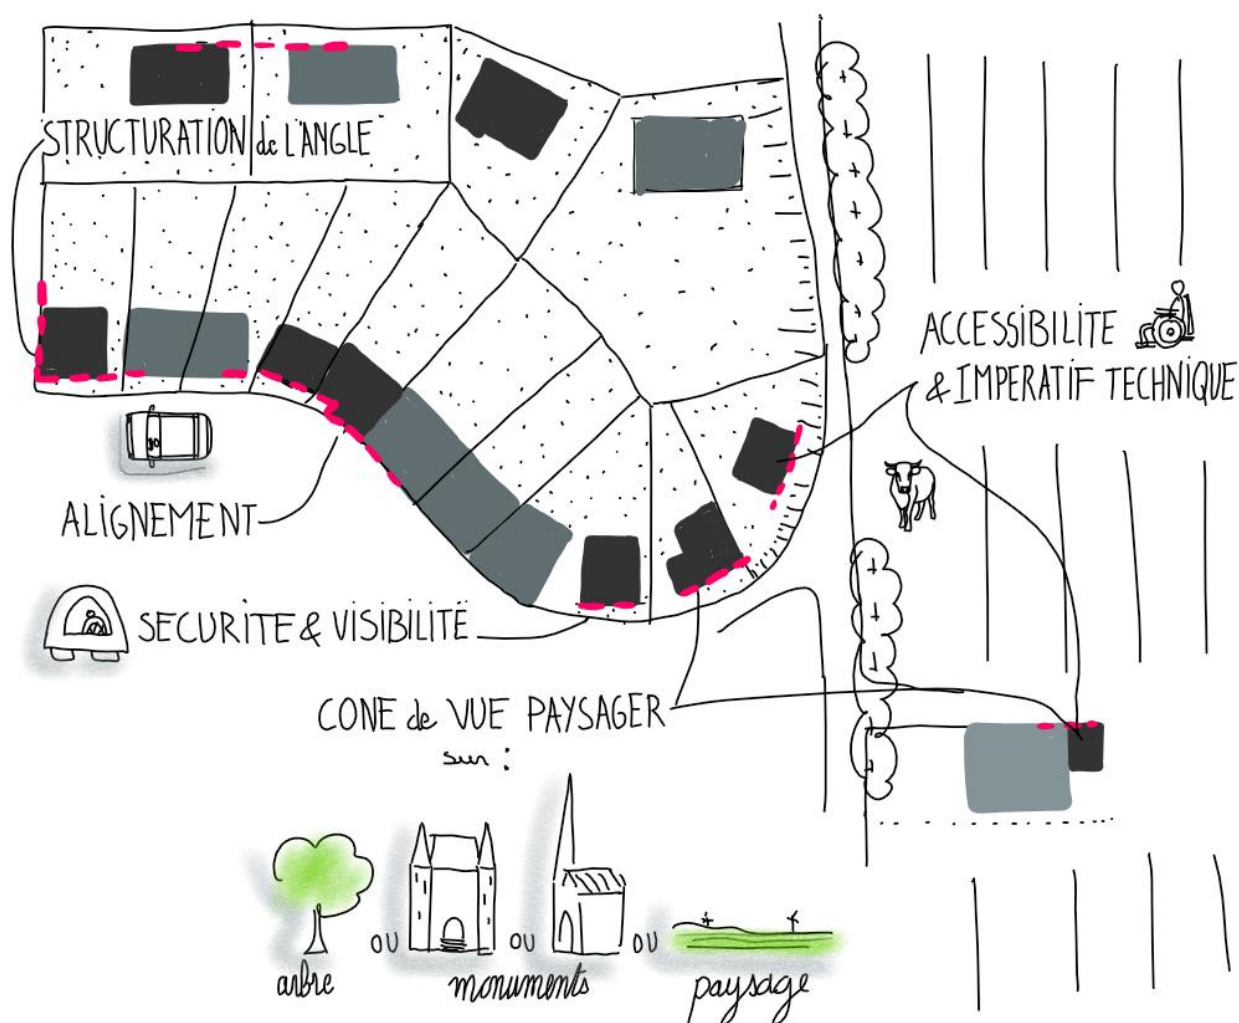 STRUCTURATION de L'ANGLE
ACCESSIBILITE
& IMPERATIF TECHNIQUE
ALIGNEMENT
SECURITE & VISIBILITE
CONE de VUE PAYSAGER
sur :
OU OU OU
arbre monuments paysage